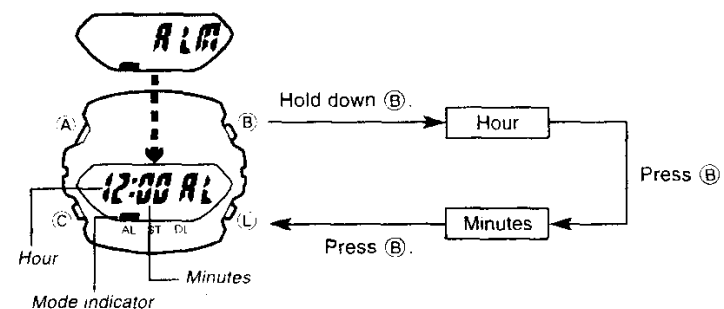 ALM
Ⓐ
Ⓑ
12:00 AL
Ⓒ
Ⓛ
AL ST DL
Hour
Minutes
Mode indicator
Hold down Ⓑ.
Hour
Press Ⓑ
Minutes
Press Ⓑ.